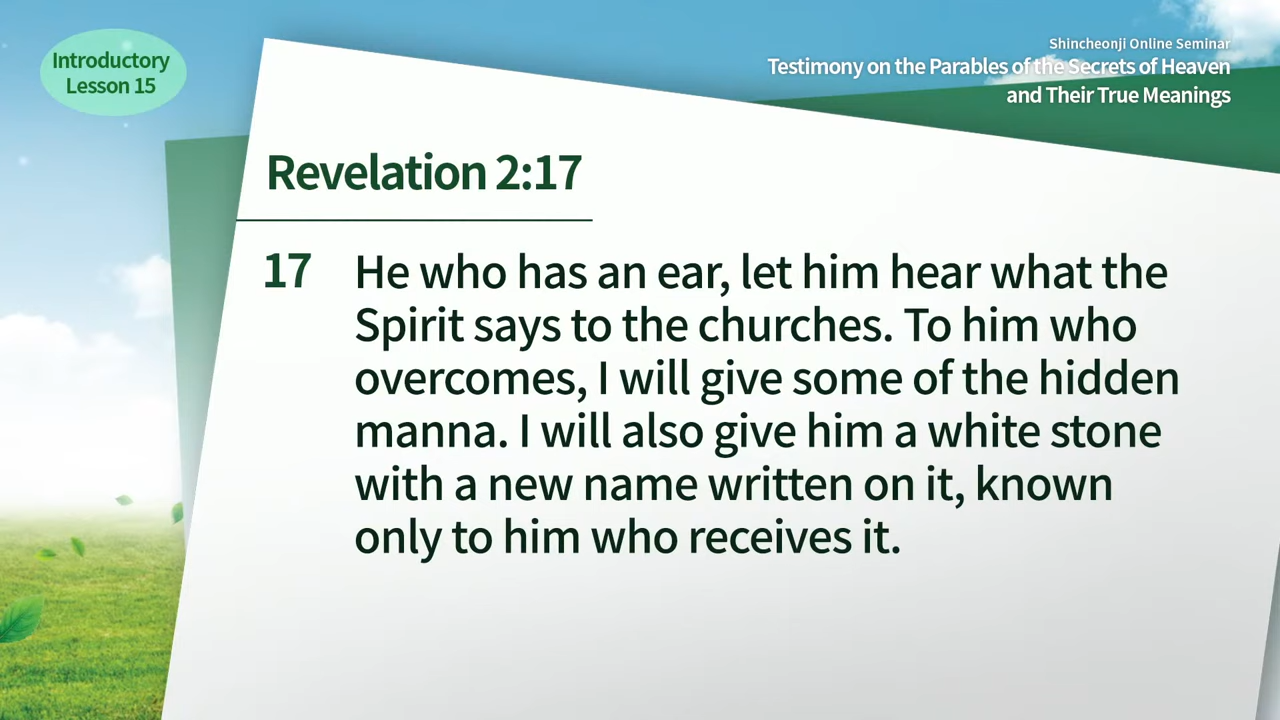 Introductory
Lesson 15
Shincheonji Online Seminar
Testimony on the Parables of the Secrets of Heaven
and Their True Meanings
Revelation 2:17
17 He who has an ear, let him hear what the
Spirit says to the churches. To him who
overcomes, I will give some of the hidden
manna. I will also give him a white stone
with a new name written on it, known
only to him who receives it.